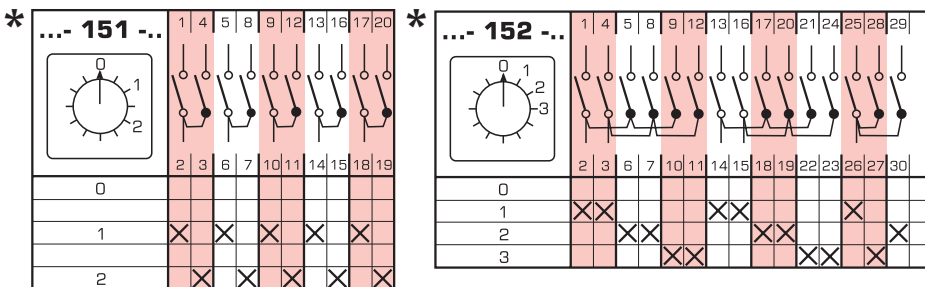 * ...- 151 -..
1 4 5 8 9 12 13 16 17 20
0
1
2
2 3 6 7 10 11 14 15 18 19
0
1 X X X X X
2 X X X X X
* ...- 152 -..
1 4 5 8 9 12 13 16 17 20 21 24 25 28 29
0
1
2
3
2 3 6 7 10 11 14 15 18 19 22 23 26 27 30
0
1 X X X X X
2 X X X X X
3 X X X X X